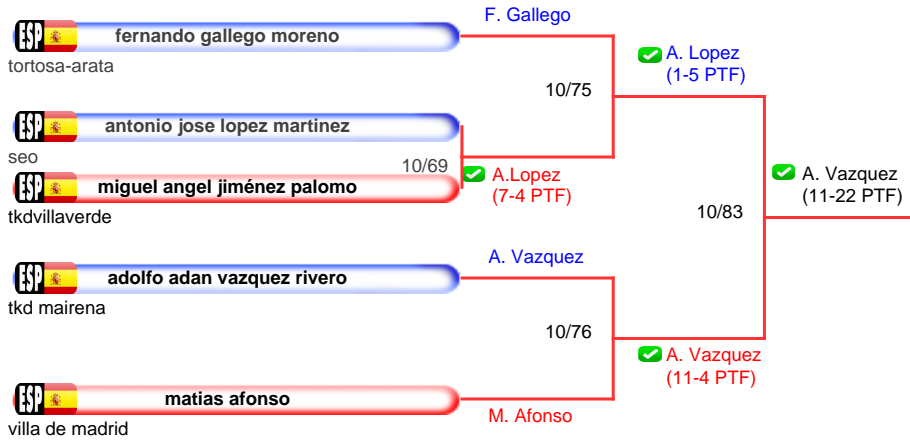 F. Gallego
ESP fernando gallego moreno
tortosa-arata
A. Lopez
(1-5 PTF)
10/75
ESP antonio jose lopez martinez
seo
10/69
A.Lopez
(7-4 PTF)
ESP miguel angel jiménez palomo
tkdvillaverde
A. Vazquez
(11-22 PTF)
10/83
A. Vazquez
ESP adolfo adan vazquez rivero
tkd mairena
10/76
A. Vazquez
(11-4 PTF)
ESP matias afonso
villa de madrid
M. Afonso